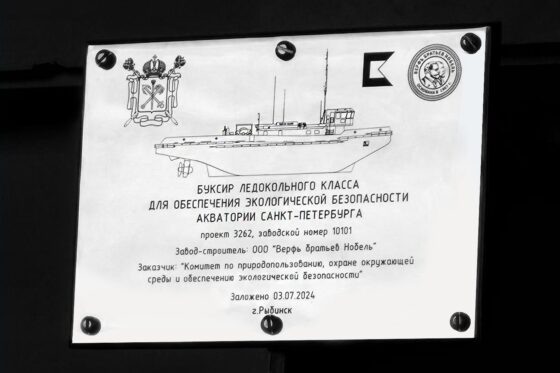 БУКСИР ЛЕДОКОЛЬНОГО КЛАССА
ДЛЯ ОБЕСПЕЧЕНИЯ ЭКОЛОГИЧЕСКОЙ БЕЗОПАСНОСТИ
АКВАТОРИИ САНКТ-ПЕТЕРБУРГА
проект 3262, заводской номер 10101
Завод-строитель: ООО "Верфь братьев Нобель"
Заказчик: "Комитет по природопользованию, охране окружающей
среды и обеспечению экологической безопасности"
Заложено 03.07.2024
г.Рыбинск